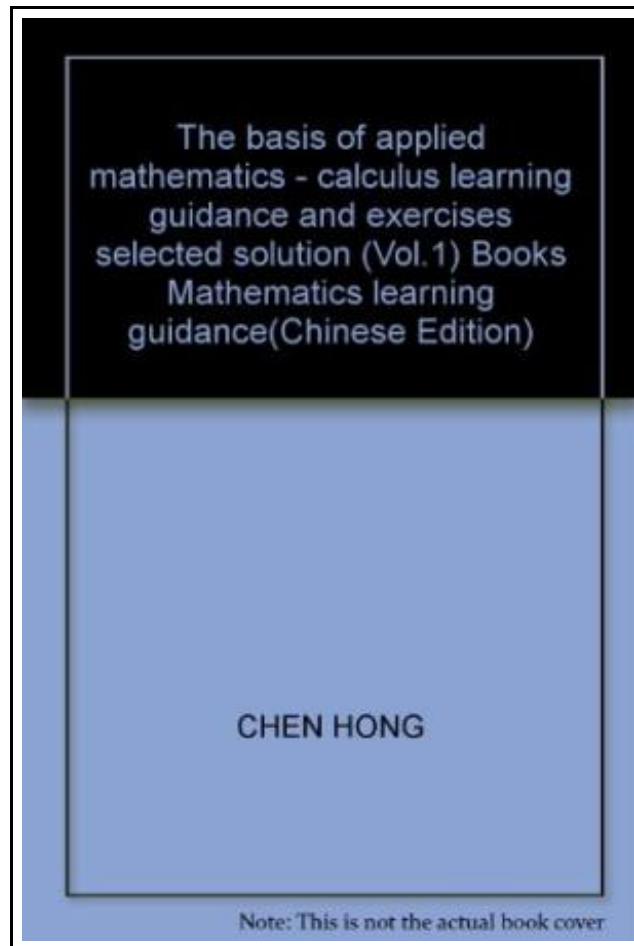 The basis of applied
mathematics - calculus learning
guidance and exercises
selected solution (Vol.1) Books
Mathematics learning
guidance(Chinese Edition)
CHEN HONG
Note: This is not the actual book cover